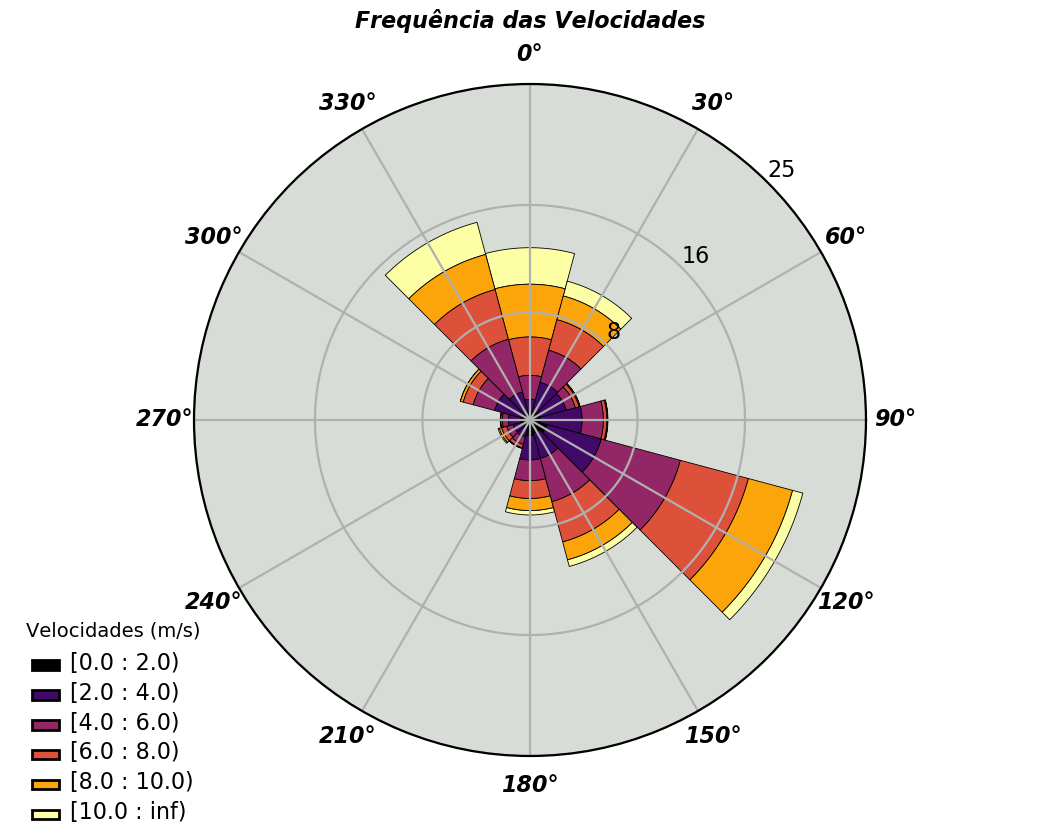 Frequência das Velocidades
0°
330°
30°
25
300°
60°
16
8
270°
90°
240°
120°
210°
150°
180°
Velocidades (m/s)
[0.0 : 2.0)
[2.0 : 4.0)
[4.0 : 6.0)
[6.0 : 8.0)
[8.0 : 10.0)
[10.0 : inf)